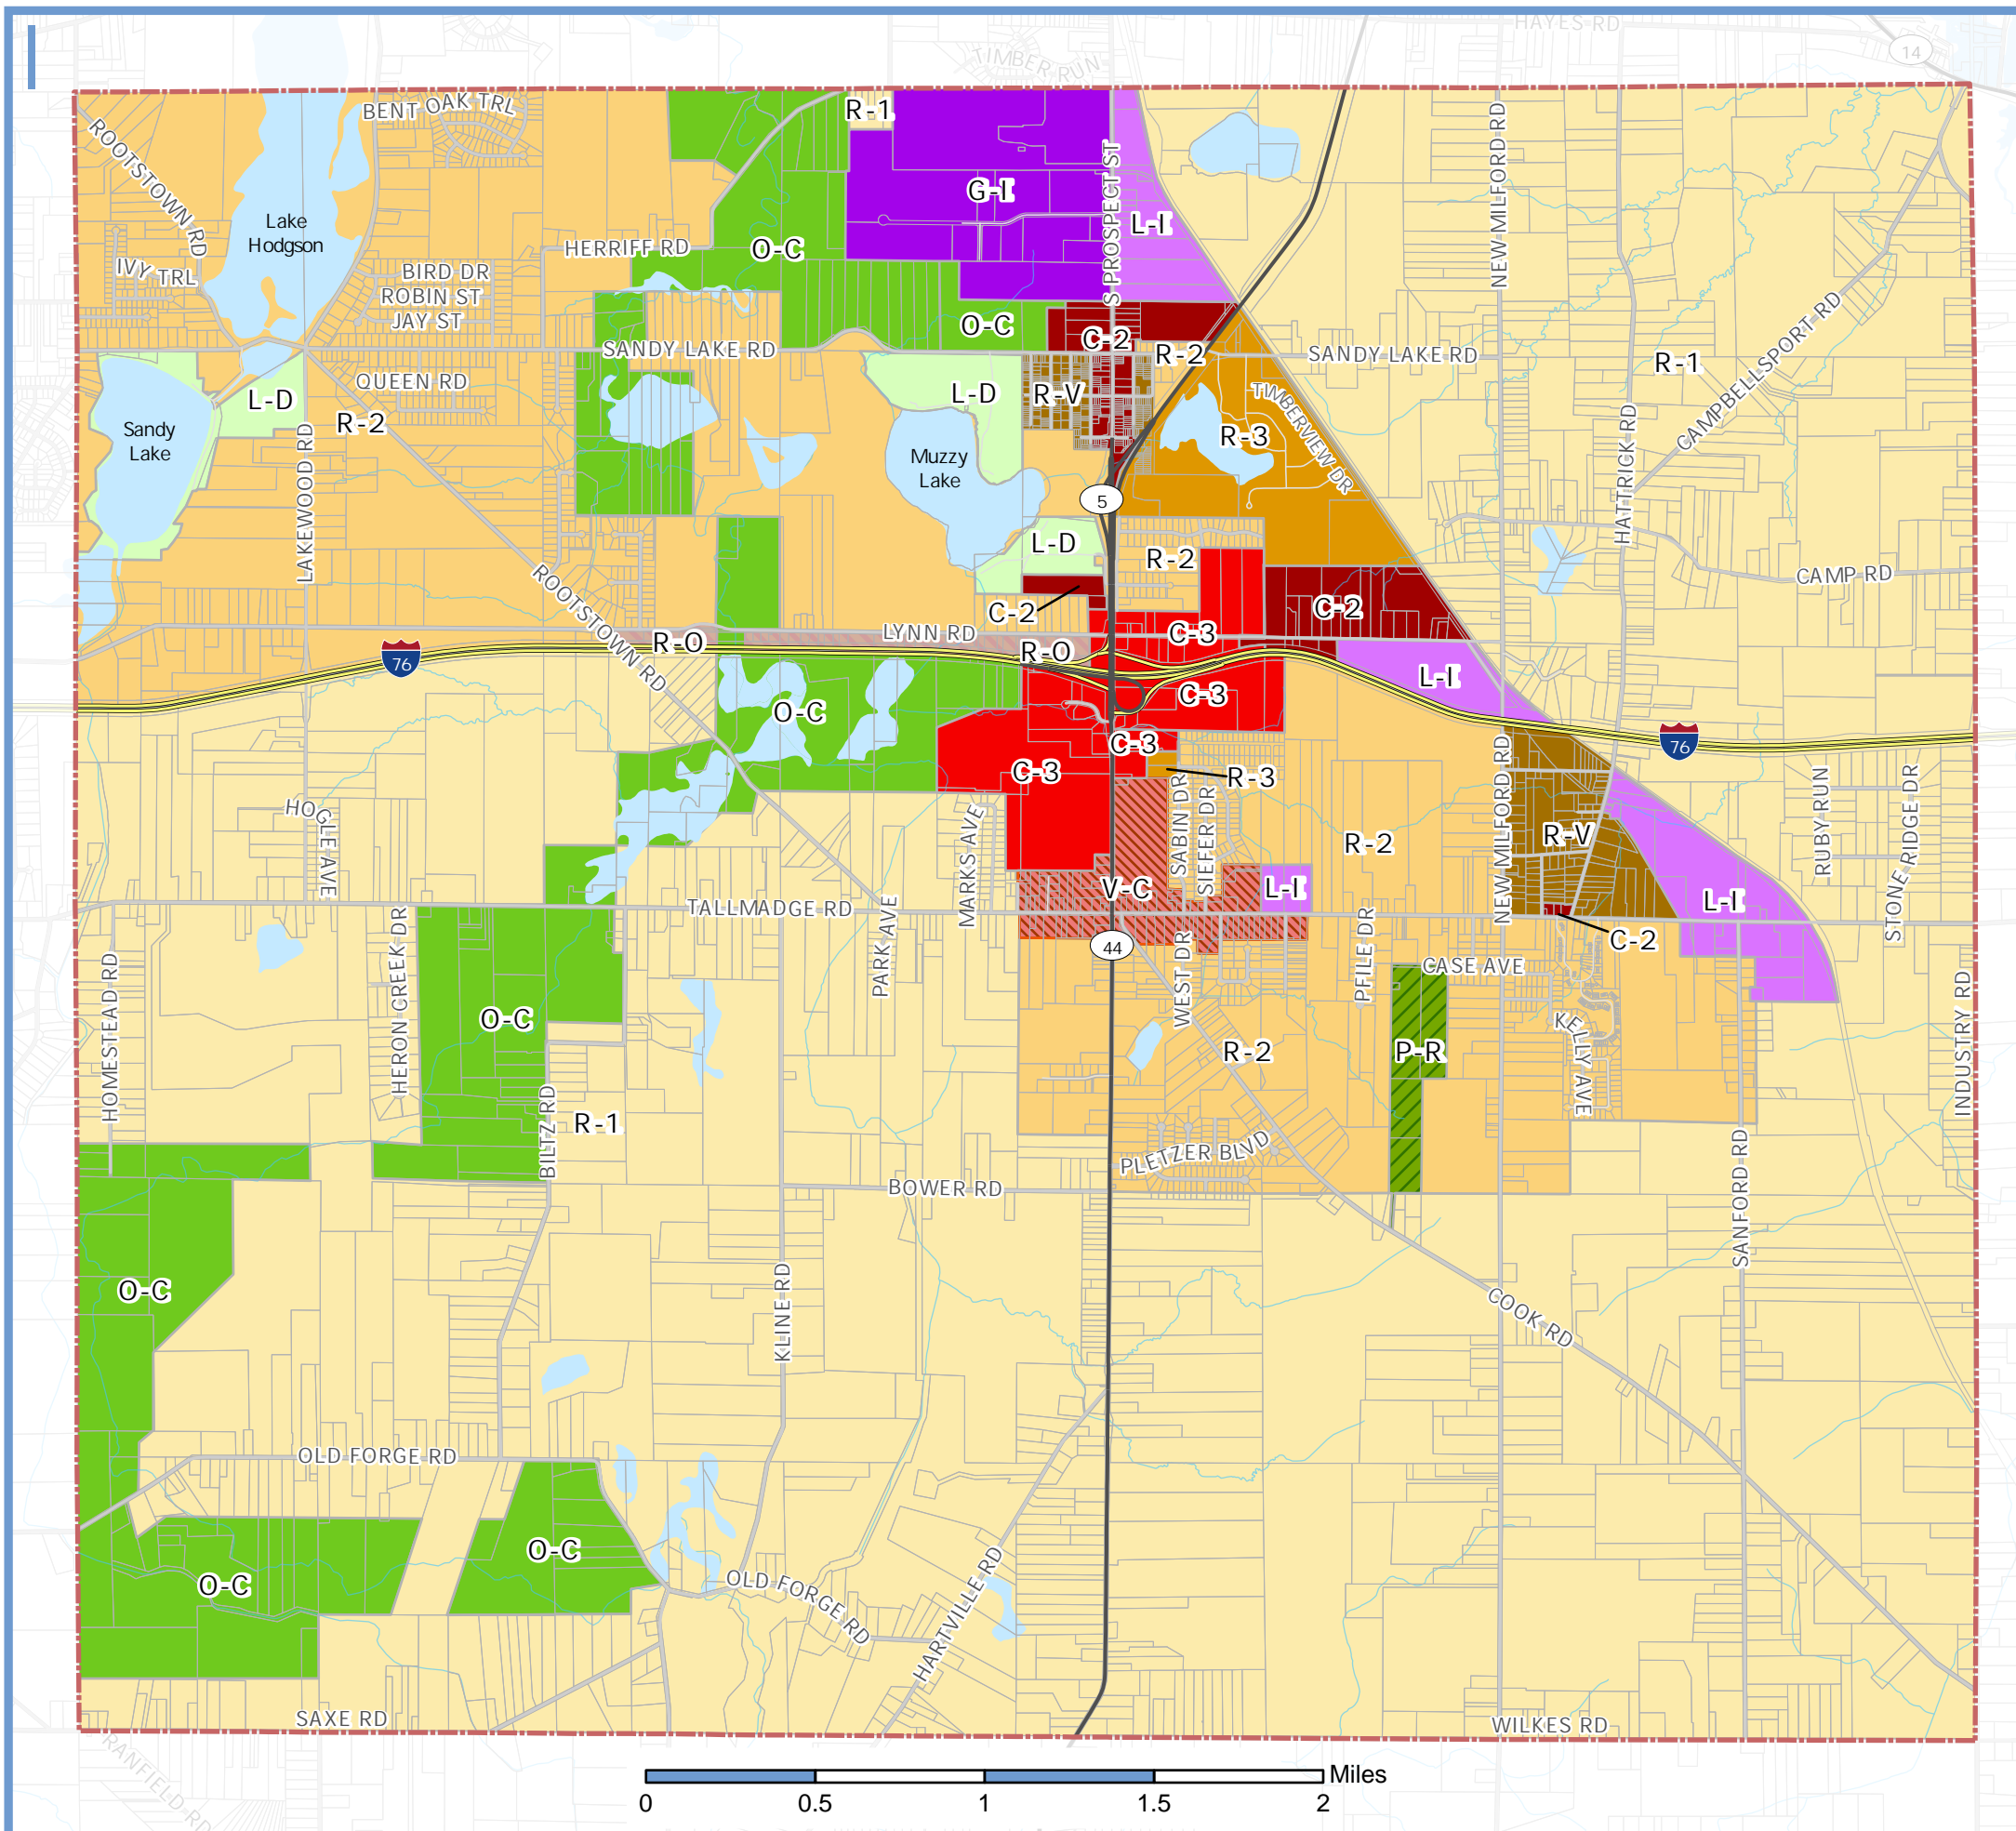 HAYES RD
14
TIMBER RUN
BENT OAK TRL
R-1
ROOTSTOWN RD
NEW MILFORD RD
S PROSPECT ST
G-I
L-I
Lake
Hodgson
HERRIFF RD
O-C
IVY TRL
BIRD DR
ROBIN ST
JAY ST
CAMPBELLSPORT RD
O-C
C-2
SANDY LAKE RD
R-2
SANDY LAKE RD
R-1
QUEEN RD
L-D
L-D
R-V
TIMBERVIEW DR
R-2
Sandy
Lake
R-3
LAKEWOOD RD
HATTRICK RD
Muzzy
Lake
5
L-D
R-2
CAMP RD
ROOTSTOWN RD
C-2
C-2
LYNN RD
C-3
R-O
R-O
76
L-I
C-3
O-C
C-3
76
C-3
R-3
HOGLE AVE
MARKS AVE
SABIN DR
SIEFER DR
R-2
NEW MILFORD RD
R-V
RUBY RUN
STONE RIDGE DR
V-C
L-I
L-I
TALLMADGE RD
PARK AVE
44
C-2
HOMESTEAD RD
HERON CREEK DR
WEST DR
PFILE DR
CASE AVE
O-C
KELLY AVE
INDUSTRY RD
R-2
P-R
BILTZ RD
R-1
PLETZER BLVD
BOWER RD
SANFORD RD
O-C
KLINE RD
COOK RD
OLD FORGE RD
O-C
O-C
OLD FORGE RD
HARTVILLE RD
SAXE RD
WILKES RD
RANFIELD RD
Miles
0 0.5 1 1.5 2